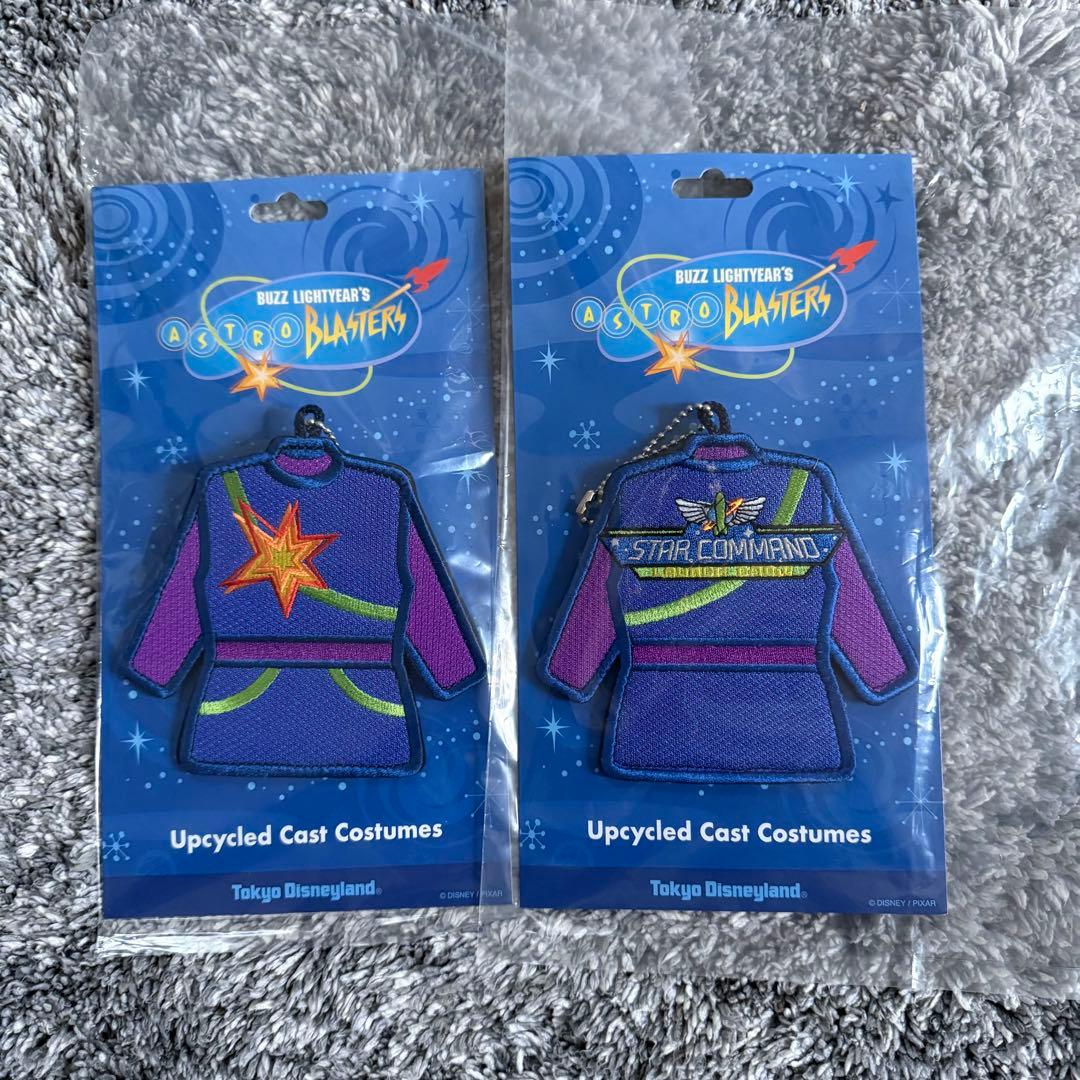 BUZZ LIGHTYEAR'S
ASTRO BLASTERS
Upcycled Cast Costumes
Tokyo Disneyland®
© DISNEY / PIXAR
BUZZ LIGHTYEAR'S
ASTRO BLASTERS
STAR COMMAND
Upcycled Cast Costumes
Tokyo Disneyland®
© DISNEY / PIXAR